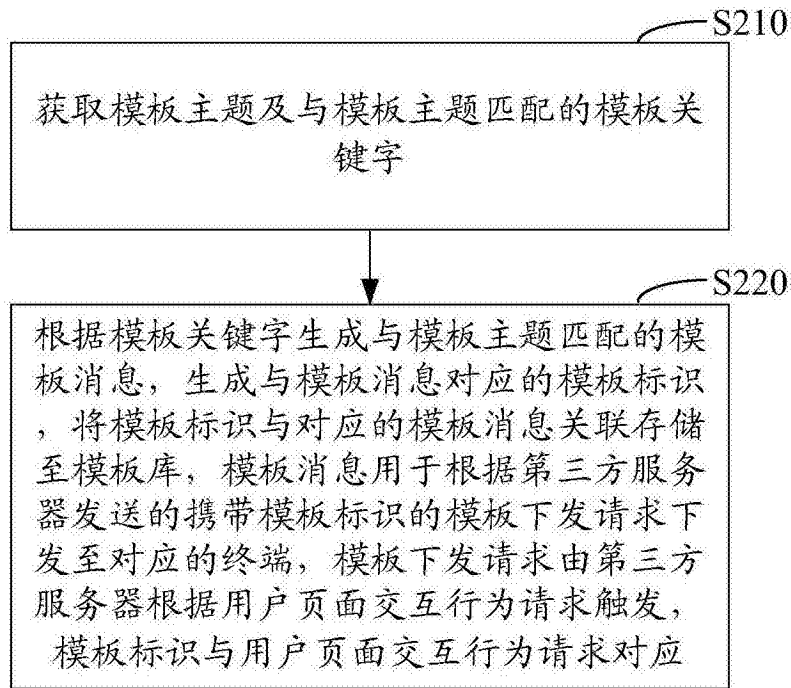 S210
获取模板主题及与模板主题匹配的模板关
键字
S220
根据模板关键字生成与模板主题匹配的模
板消息，生成与模板消息对应的模板标识
，将模板标识与对应的模板消息关联存储
至模板库，模板消息用于根据第三方服务
器发送的携带模板标识的模板下发请求下
发至对应的终端，模板下发请求由第三方
服务器根据用户页面交互行为请求触发，
模板标识与用户页面交互行为请求对应